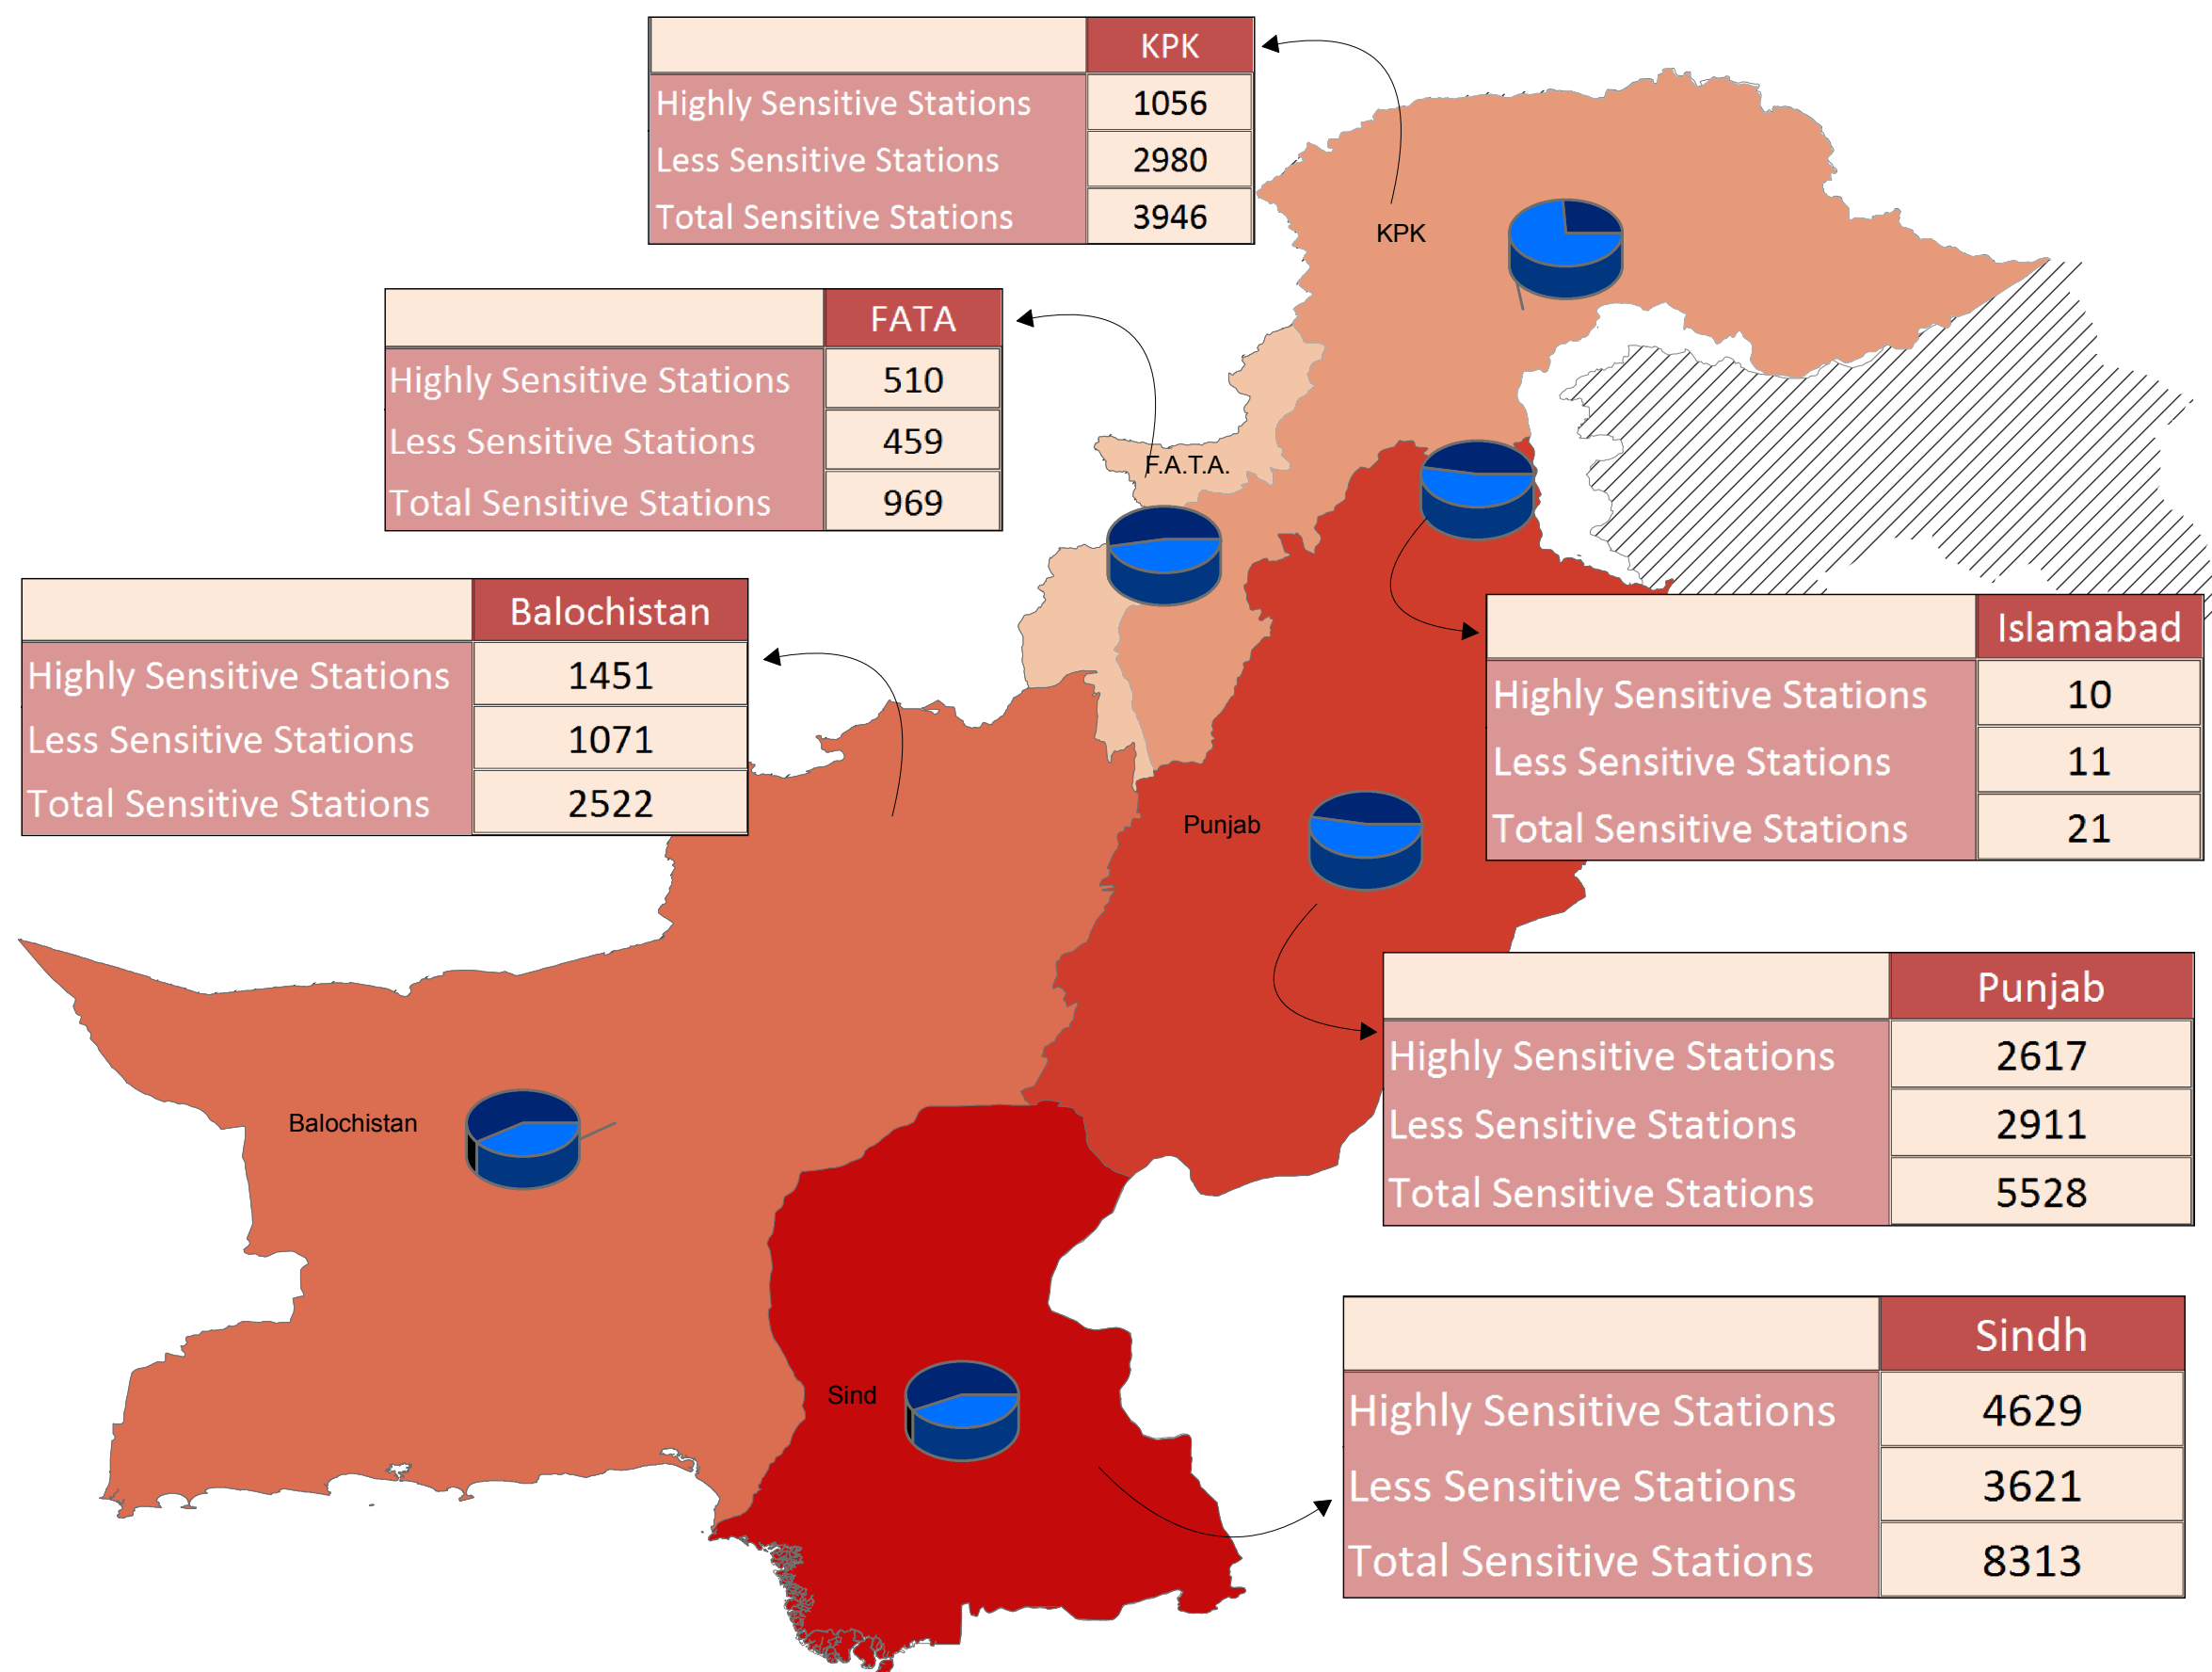 KPK
Highly Sensitive Stations 1056
Less Sensitive Stations 2980
Total Sensitive Stations 3946
KPK
FATA
Highly Sensitive Stations 510
Less Sensitive Stations 459
Total Sensitive Stations 969
F.A.T.A.
Balochistan
Highly Sensitive Stations 1451
Less Sensitive Stations 1071
Total Sensitive Stations 2522
Islamabad
Highly Sensitive Stations 10
Less Sensitive Stations 11
Total Sensitive Stations 21
Punjab
Punjab
Highly Sensitive Stations 2617
Less Sensitive Stations 2911
Total Sensitive Stations 5528
Balochistan
Sindh
Highly Sensitive Stations 4629
Less Sensitive Stations 3621
Total Sensitive Stations 8313
Sind